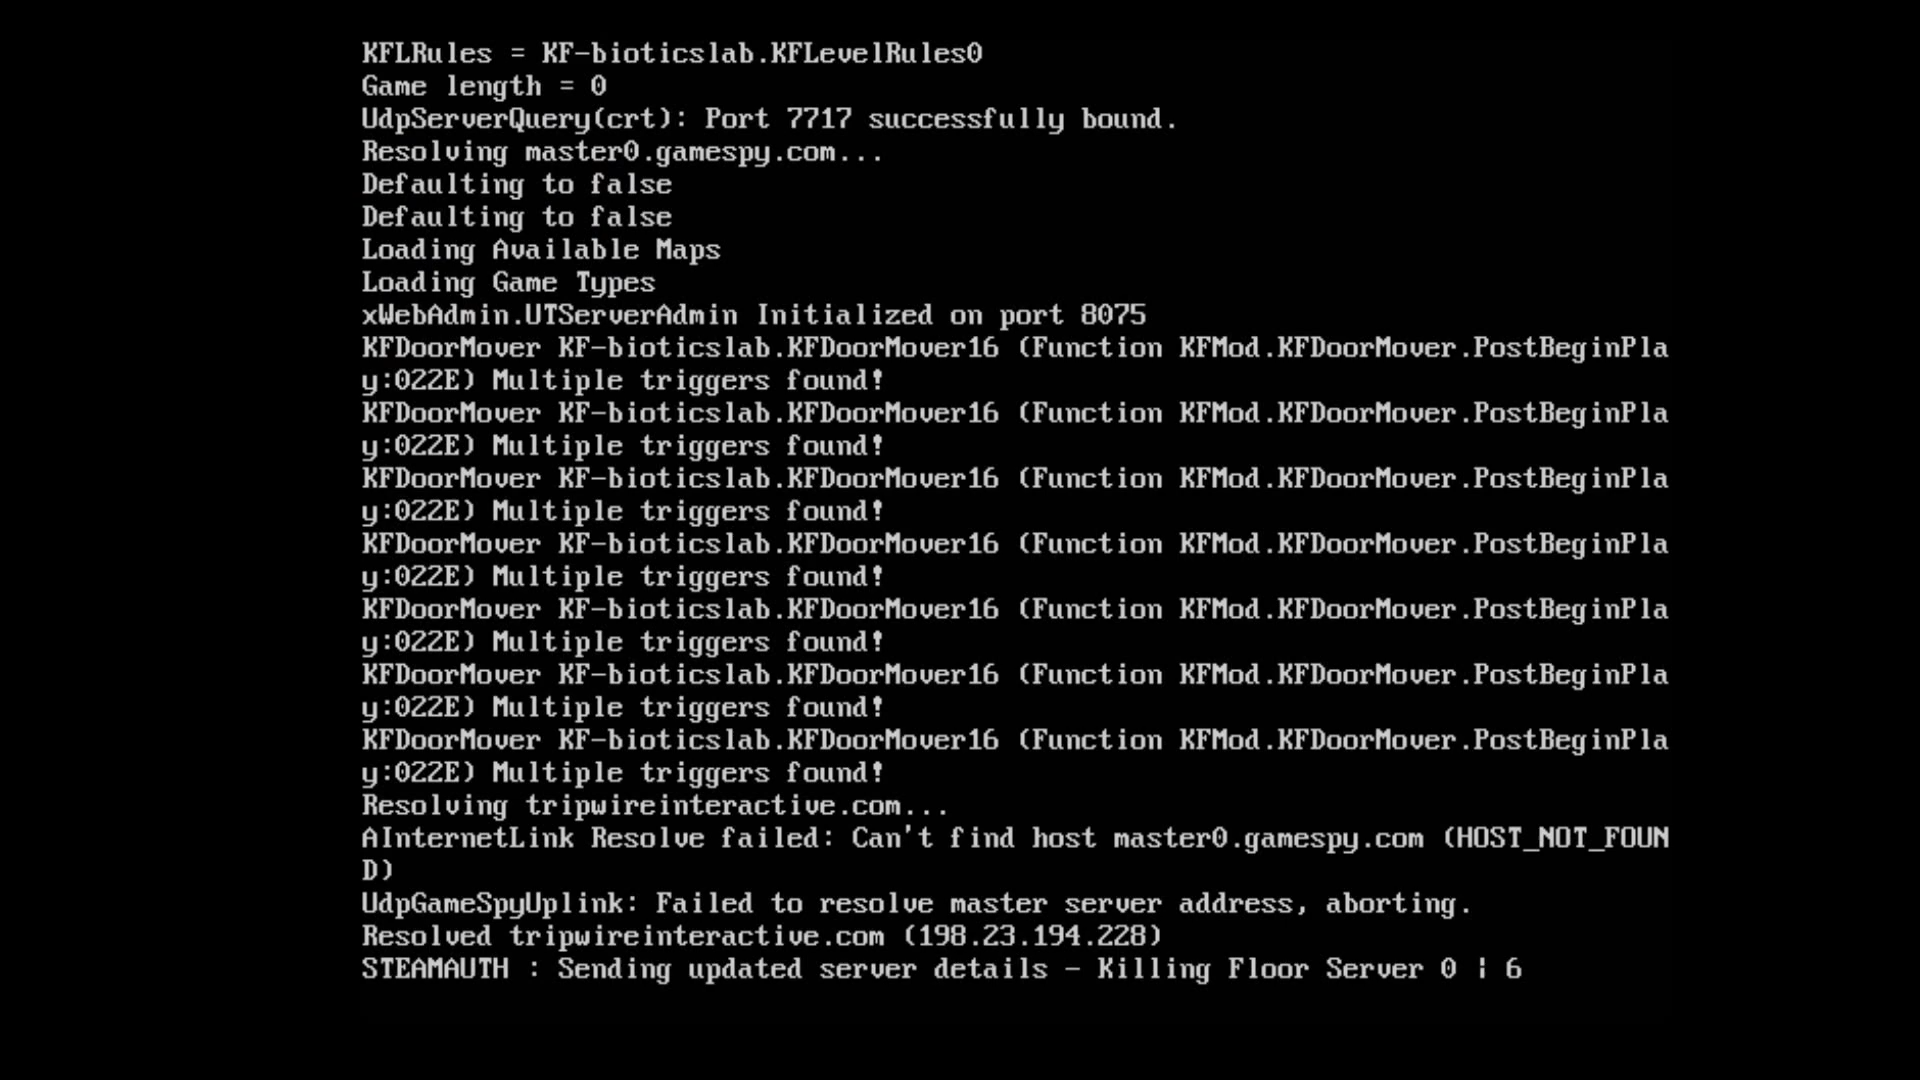 KFLRules = KF-bioticslab.KFLevelRules0
Game length = 0
UdpServerQuery(crt): Port 7717 successfully bound.
Resolving master0.gamespy.com...
Defaulting to false
Defaulting to false
Loading Available Maps
Loading Game Types
xWebAdmin.UTServerAdmin Initialized on port 8075
KFDoorMover KF-bioticslab.KFDoorMover16 (Function KFMod.KFDoorMover.PostBeginPla
y:022E) Multiple triggers found!
KFDoorMover KF-bioticslab.KFDoorMover16 (Function KFMod.KFDoorMover.PostBeginPla
y:022E) Multiple triggers found!
KFDoorMover KF-bioticslab.KFDoorMover16 (Function KFMod.KFDoorMover.PostBeginPla
y:022E) Multiple triggers found!
KFDoorMover KF-bioticslab.KFDoorMover16 (Function KFMod.KFDoorMover.PostBeginPla
y:022E) Multiple triggers found!
KFDoorMover KF-bioticslab.KFDoorMover16 (Function KFMod.KFDoorMover.PostBeginPla
y:022E) Multiple triggers found!
KFDoorMover KF-bioticslab.KFDoorMover16 (Function KFMod.KFDoorMover.PostBeginPla
y:022E) Multiple triggers found!
KFDoorMover KF-bioticslab.KFDoorMover16 (Function KFMod.KFDoorMover.PostBeginPla
y:022E) Multiple triggers found!
Resolving tripwireinteractive.com...
AInternetLink Resolve failed: Can't find host master0.gamespy.com (HOST_NOT_FOUN
D)
UdpGameSpyUplink: Failed to resolve master server address, aborting.
Resolved tripwireinteractive.com (198.23.194.228)
STEAMAUTH : Sending updated server details - Killing Floor Server 0 | 6